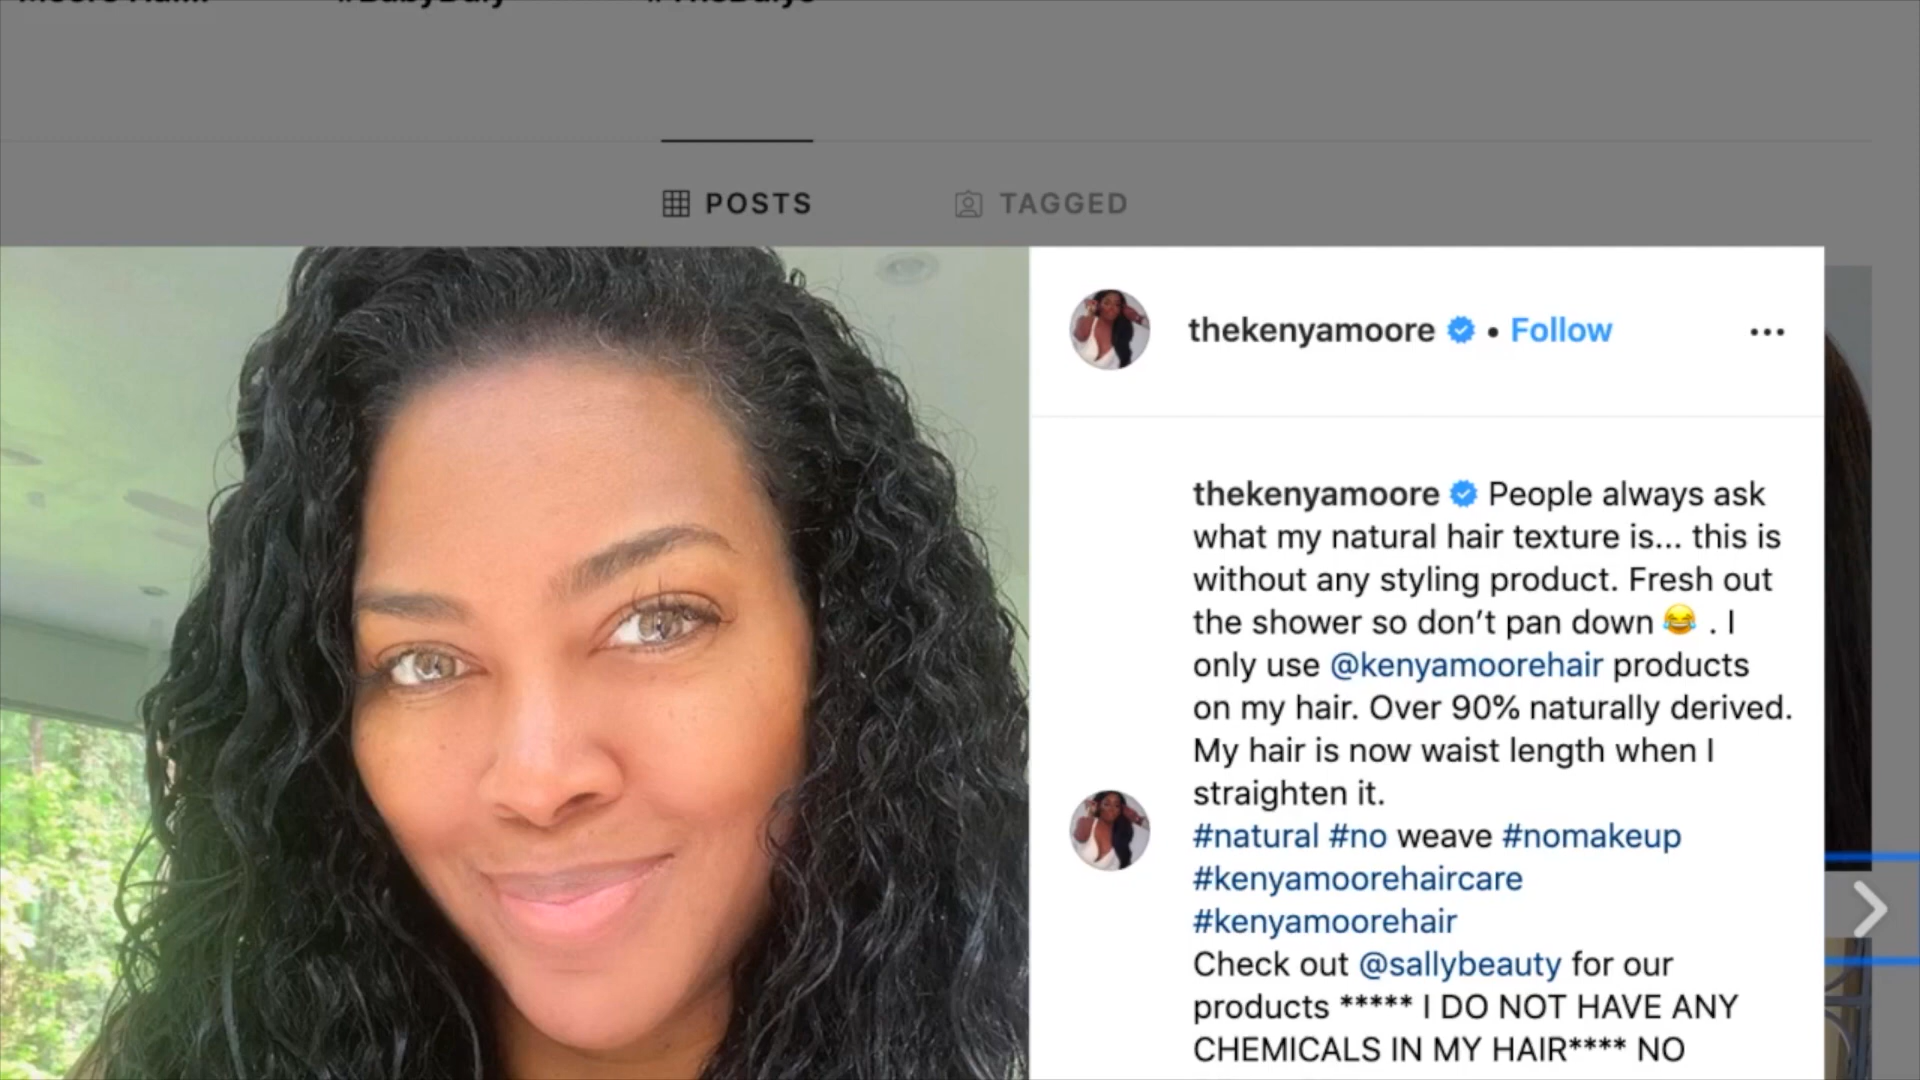 POSTS TAGGED
thekenyamoore • Follow ...
thekenyamoore People always ask
what my natural hair texture is... this is
without any styling product. Fresh out
the shower so don’t pan down 😂 . I
only use @kenyamoorehair products
on my hair. Over 90% naturally derived.
My hair is now waist length when I
straighten it.
#natural #no weave #nomakeup
#kenyamoorehaircare
#kenyamoorehair
Check out @sallybeauty for our
products ***** I DO NOT HAVE ANY
CHEMICALS IN MY HAIR**** NO